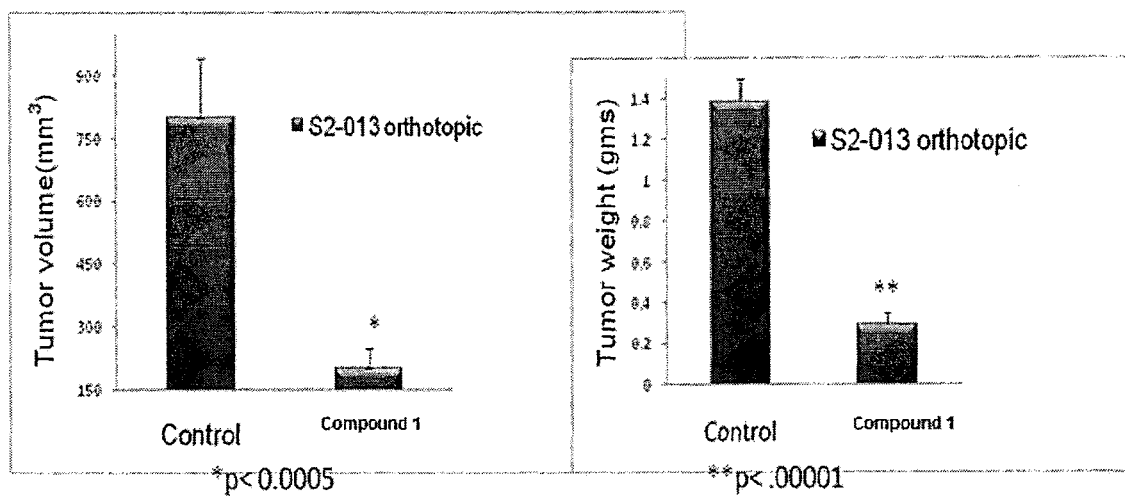 Tumor volume(mm³)
900
750
600
450
300
150
S2-013 orthotopic
*
Control
Compound 1
*p< 0.0005
Tumor weight (gms)
1.4
1.2
1
0.8
0.6
0.4
0.2
0
S2-013 orthotopic
**
Control
Compound 1
**p< .00001